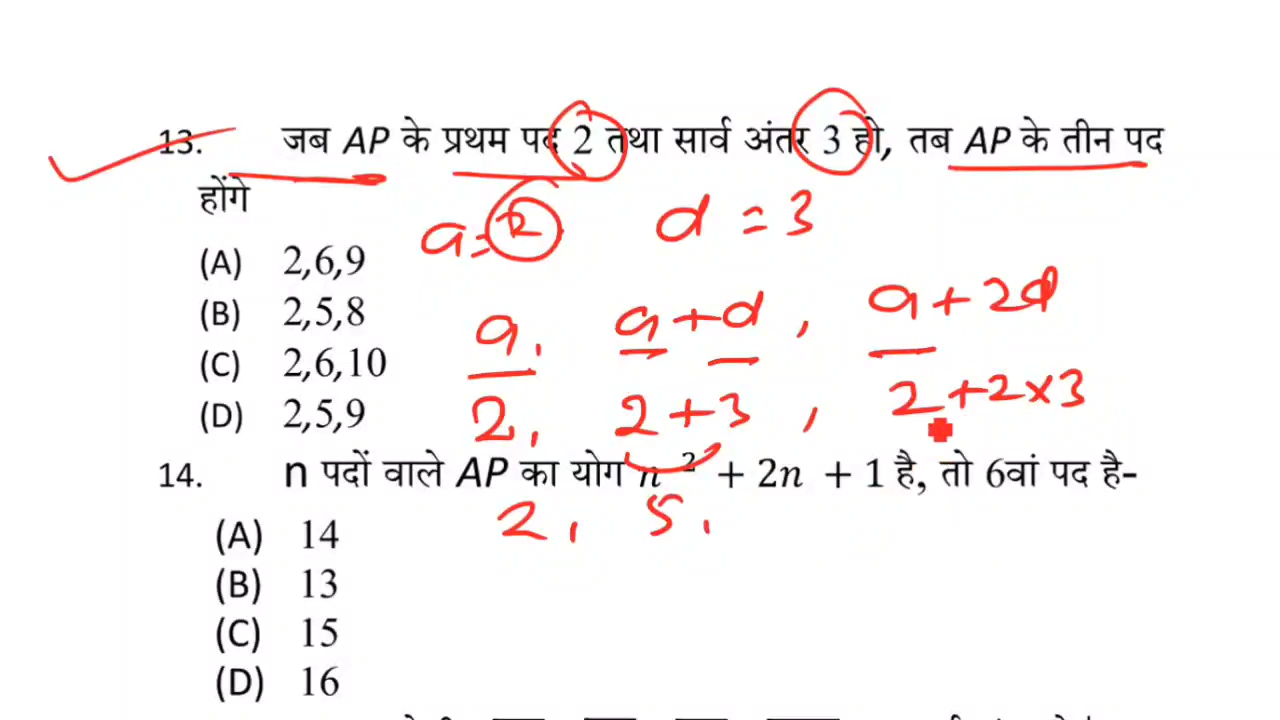 13. जब AP के प्रथम पद 2 तथा सार्व अंतर 3 हो, तब AP के तीन पद
होंगे
a = 2 d = 3
(A) 2,6,9
(B) 2,5,8
a, a + d, a + 2d
(C) 2,6,10
(D) 2,5,9
2, 2 + 3, 2 + 2 × 3
14. n पदों वाले AP का योग n² + 2n + 1 है, तो 6वां पद है-
2, 5,
(A) 14
(B) 13
(C) 15
(D) 16